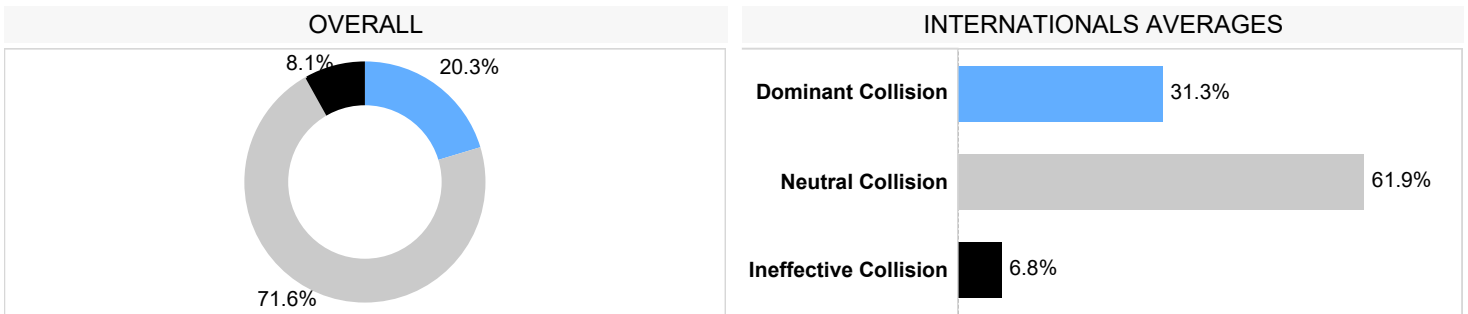 OVERALL
8.1%
20.3%
71.6%
INTERNATIONALS AVERAGES
Dominant Collision 31.3%
Neutral Collision 61.9%
Ineffective Collision 6.8%